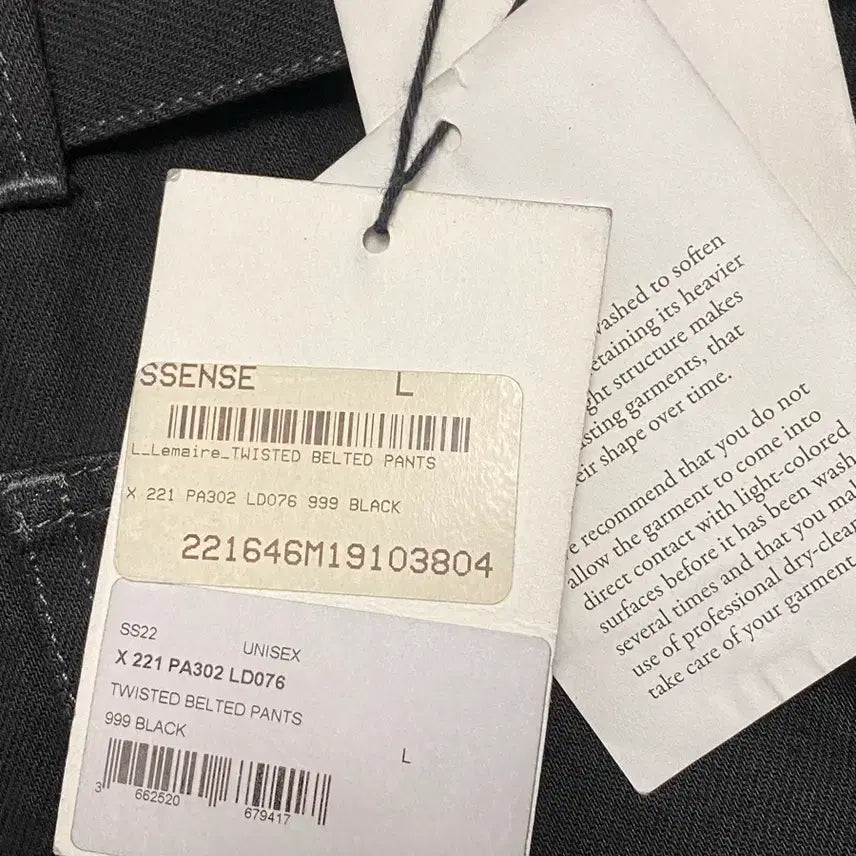 SSENSE L
L_Lemaire_TWISTED BELTED PANTS
X 221 PA302 LD076 999 BLACK
221646M19103804
SS22
UNISEX
X 221 PA302 LD076
TWISTED BELTED PANTS
999 BLACK
L
3 662520 679417
washed to soften
retaining its heavier
structure makes
garments, that
their shape over time.
recommend that you do not
allow the garment to come into
direct contact with light-colored
surfaces before it has been wash
several times and that you mak
use of professional dry-clean
take care of your garment